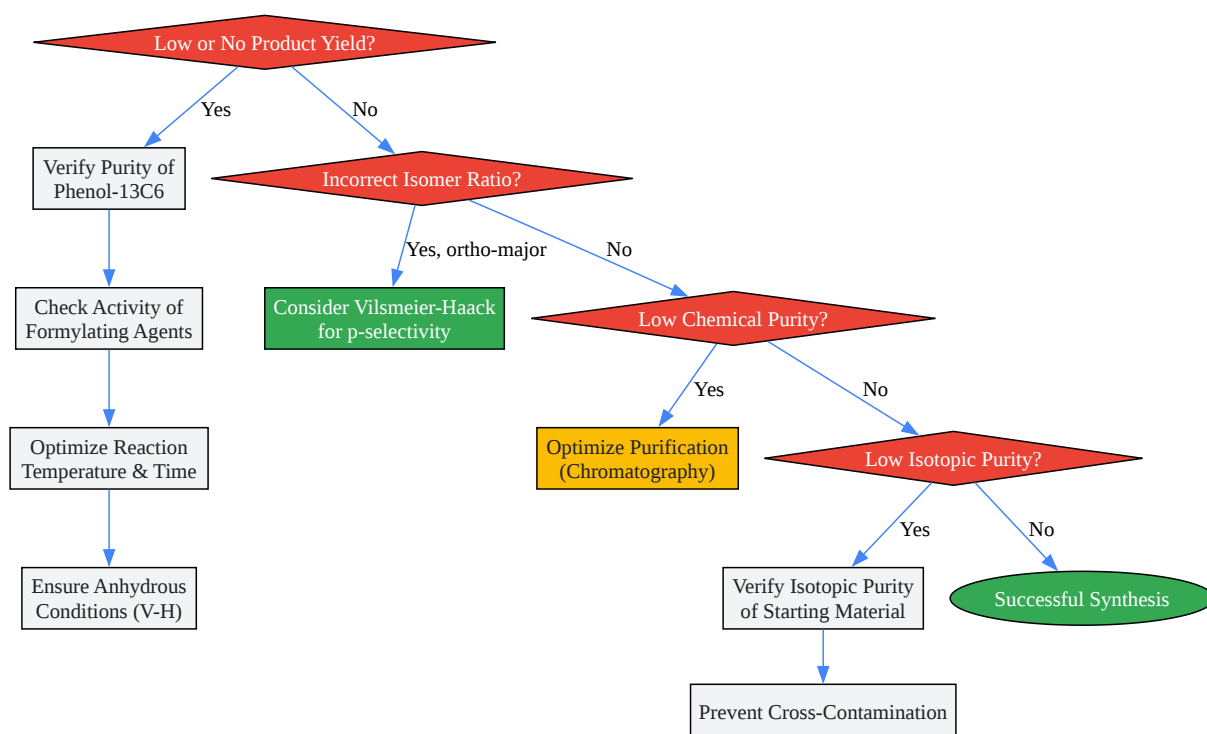 Low or No Product Yield?
Yes
No
Verify Purity of
Phenol-13C6
Incorrect Isomer Ratio?
Yes, ortho-major
No
Check Activity of
Formylating Agents
Consider Vilsmeier-Haack
for p-selectivity
Low Chemical Purity?
Yes
No
Optimize Reaction
Temperature & Time
Optimize Purification
(Chromatography)
Low Isotopic Purity?
Yes
No
Ensure Anhydrous
Conditions (V-H)
Verify Isotopic Purity
of Starting Material
Successful Synthesis
Prevent Cross-Contamination